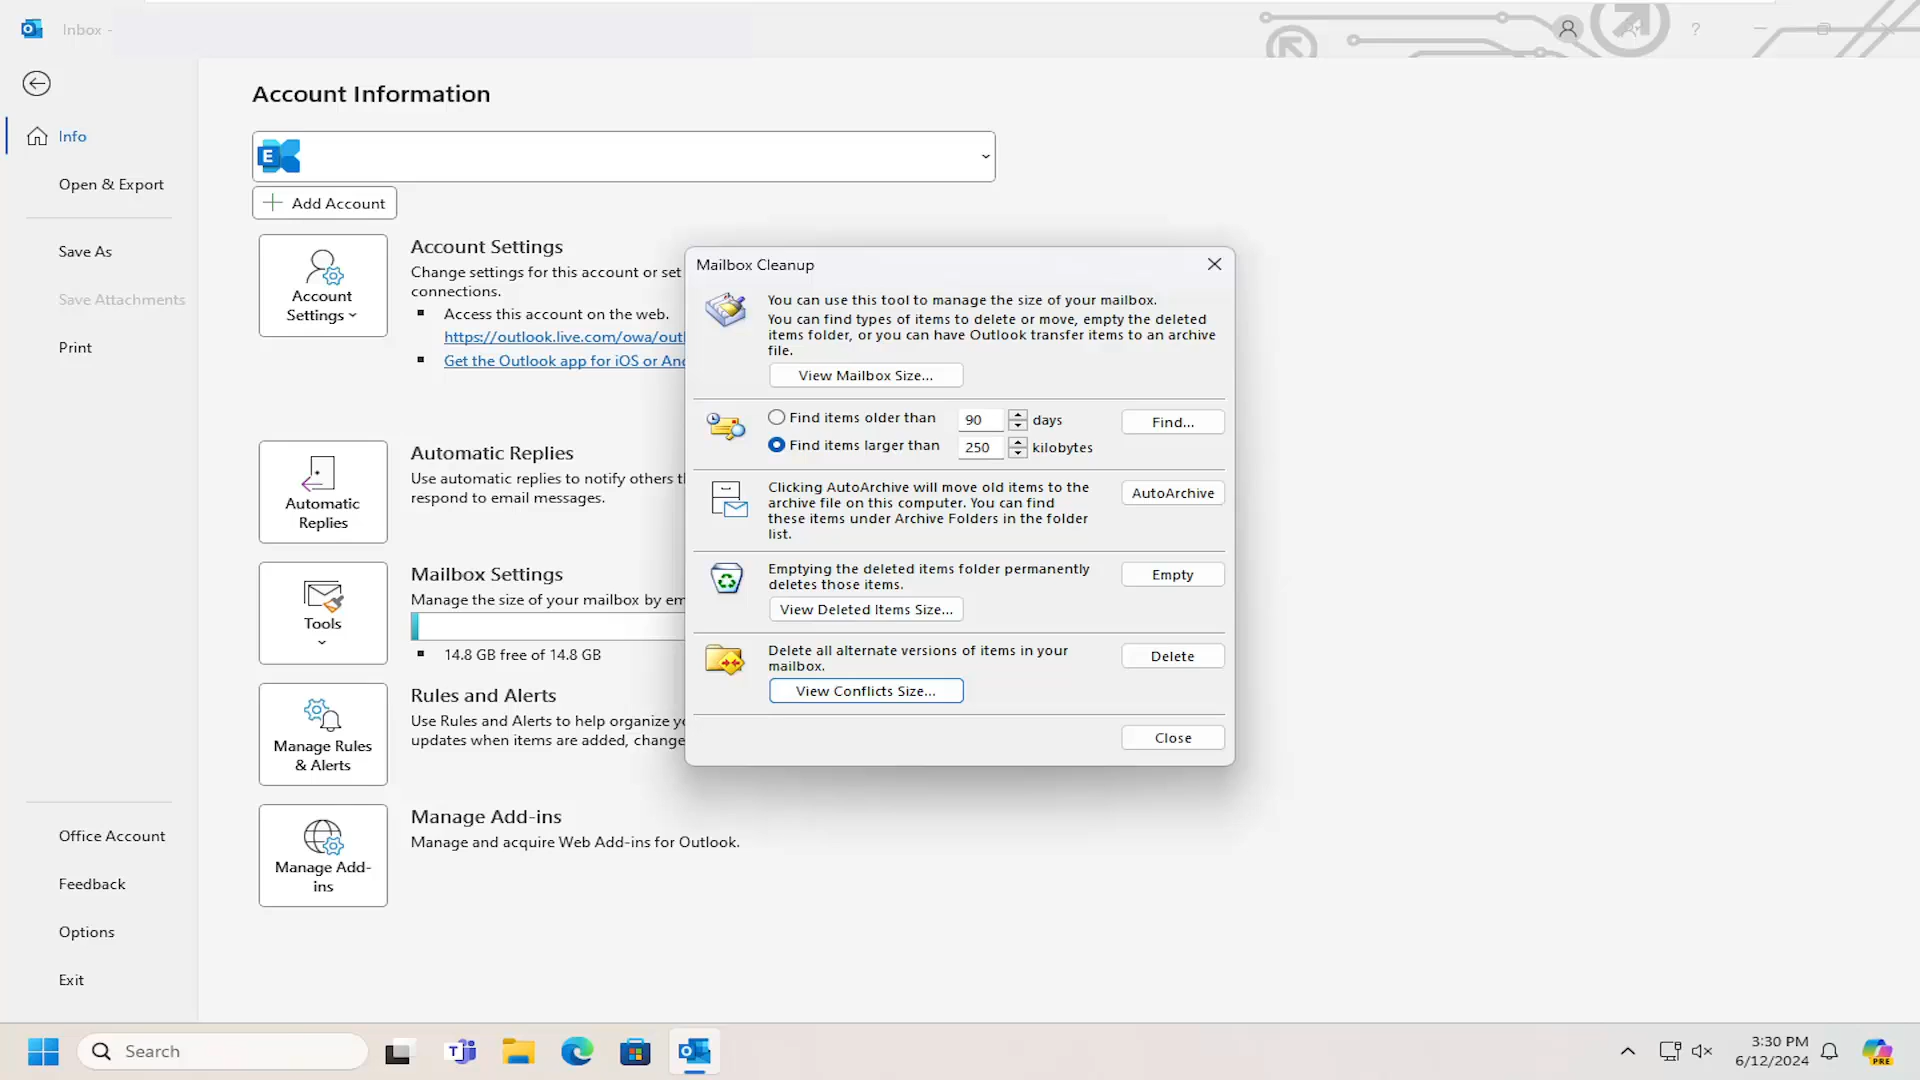 Inbox -
Info
Open & Export
Save As
Save Attachments
Print
Office Account
Feedback
Options
Exit
Account Information
E
Add Account
Account
Settings
Account Settings
Change settings for this account or set
connections.
Access this account on the web.
https://outlook.live.com/owa/outl
Get the Outlook app for iOS or And
Automatic
Replies
Automatic Replies
Use automatic replies to notify others t
respond to email messages.
Tools
Mailbox Settings
Manage the size of your mailbox by em
14.8 GB free of 14.8 GB
Manage Rules
& Alerts
Rules and Alerts
Use Rules and Alerts to help organize yo
updates when items are added, change
Manage Add-
ins
Manage Add-ins
Manage and acquire Web Add-ins for Outlook.
Mailbox Cleanup
You can use this tool to manage the size of your mailbox.
You can find types of items to delete or move, empty the deleted
items folder, or you can have Outlook transfer items to an archive
file.
View Mailbox Size...
Find items older than 90 days
Find items larger than 250 kilobytes
Find...
Clicking AutoArchive will move old items to the
archive file on this computer. You can find
these items under Archive Folders in the folder
list.
AutoArchive
Emptying the deleted items folder permanently
deletes those items.
Empty
View Deleted Items Size...
Delete all alternate versions of items in your
mailbox.
Delete
View Conflicts Size...
Close
Search
3:30 PM
6/12/2024
PRE